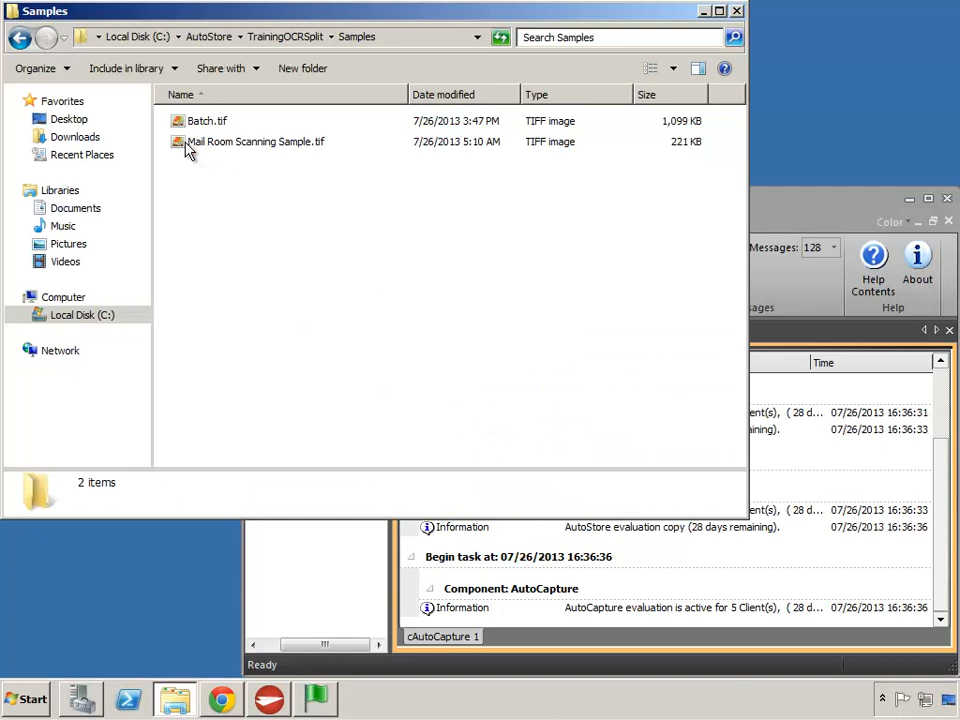 Samples
Local Disk (C:) AutoStore TrainingOCRSplit Samples
Search Samples
Organize Include in library Share with New folder
Name Date modified Type Size
Favorites
Desktop
Downloads
Recent Places
Libraries
Documents
Music
Pictures
Videos
Computer
Local Disk (C:)
Network
Batch.tif 7/26/2013 3:47 PM TIFF image 1,099 KB
Mail Room Scanning Sample.tif 7/26/2013 5:10 AM TIFF image 221 KB
2 items
Color
Messages: 128
Help Contents
About
ssages
Help
Time
ent(s), ( 28 d... 07/26/2013 16:36:31
ning). 07/26/2013 16:36:33
ent(s), ( 28 d... 07/26/2013 16:36:33
Information AutoStore evaluation copy (28 days remaining). 07/26/2013 16:36:36
Begin task at: 07/26/2013 16:36:36
Component: AutoCapture
Information AutoCapture evaluation is active for 5 Client(s), ( 28 d... 07/26/2013 16:36:36
cAutoCapture 1
Ready
Start